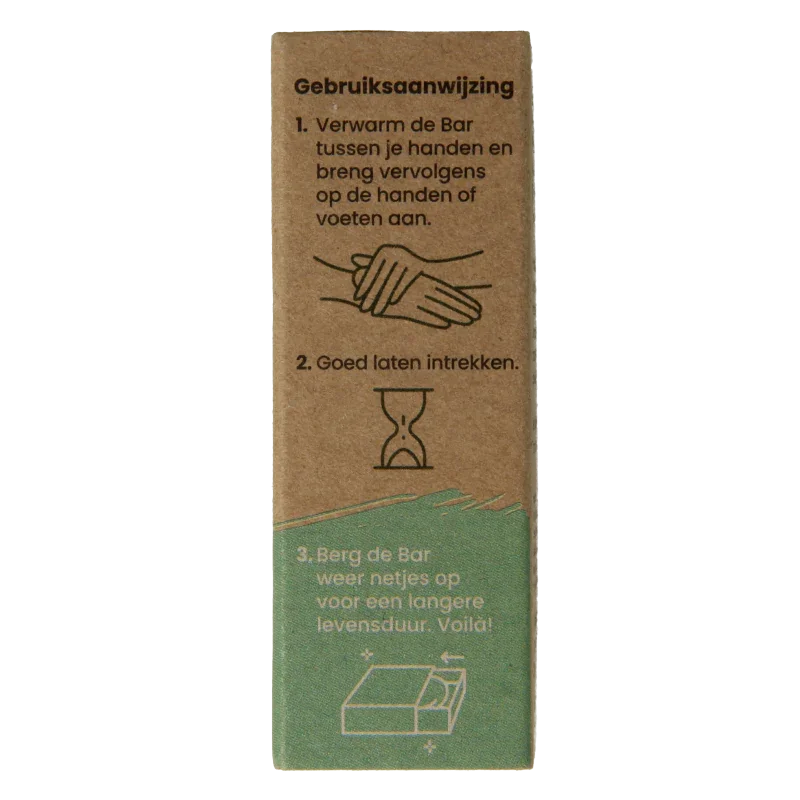 Gebruiksaanwijzing
1. Verwarm de Bar
tussen je handen en
breng vervolgens
op de handen of
voeten aan.
2. Goed laten intrekken.
3. Berg de Bar
weer netjes op
voor een langere
levensduur. Voilà!